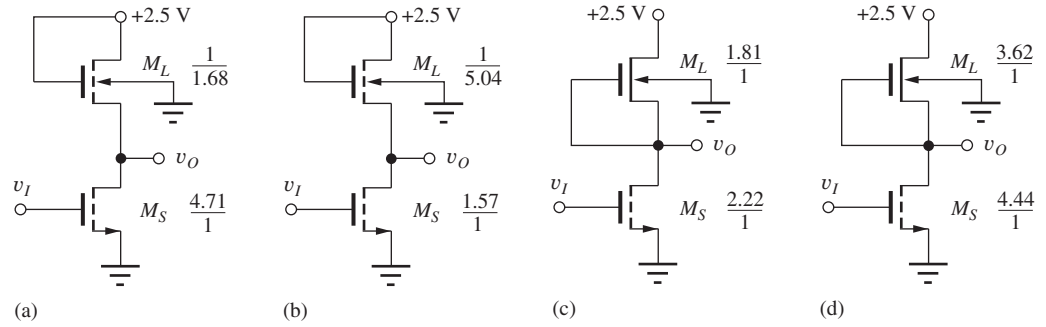 +2.5 V
M_L 1/1.68
v_O
v_I
M_S 4.71/1
(a)
+2.5 V
M_L 1/5.04
v_O
v_I
M_S 1.57/1
(b)
+2.5 V
M_L 1.81/1
v_O
v_I
M_S 2.22/1
(c)
+2.5 V
M_L 3.62/1
v_O
v_I
M_S 4.44/1
(d)